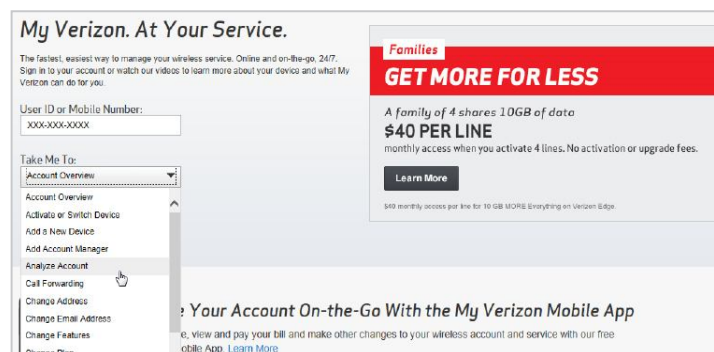 My Verizon. At Your Service.
The fastest, easiest way to manage your wireless service. Online and on-the-go, 24/7.
Sign in to your account or watch our videos to learn more about your device and what My
Verizon can do for you.
User ID or Mobile Number:
XXX-XXX-XXXX
Take Me To:
Account Overview
Account Overview
Activate or Switch Device
Add a New Device
Add Account Manager
Analyze Account
Call Forwarding
Change Address
Change Email Address
Change Features
Change Plan
Families
GET MORE FOR LESS
A family of 4 shares 10GB of data
$40 PER LINE
monthly access when you activate 4 lines. No activation or upgrade fees.
Learn More
$40 monthly access per line for 10 GB MORE Everything on Verizon Edge.
e Your Account On-the-Go With the My Verizon Mobile App
e, view and pay your bill and make other changes to your wireless account and service with our free
obile App. Learn More